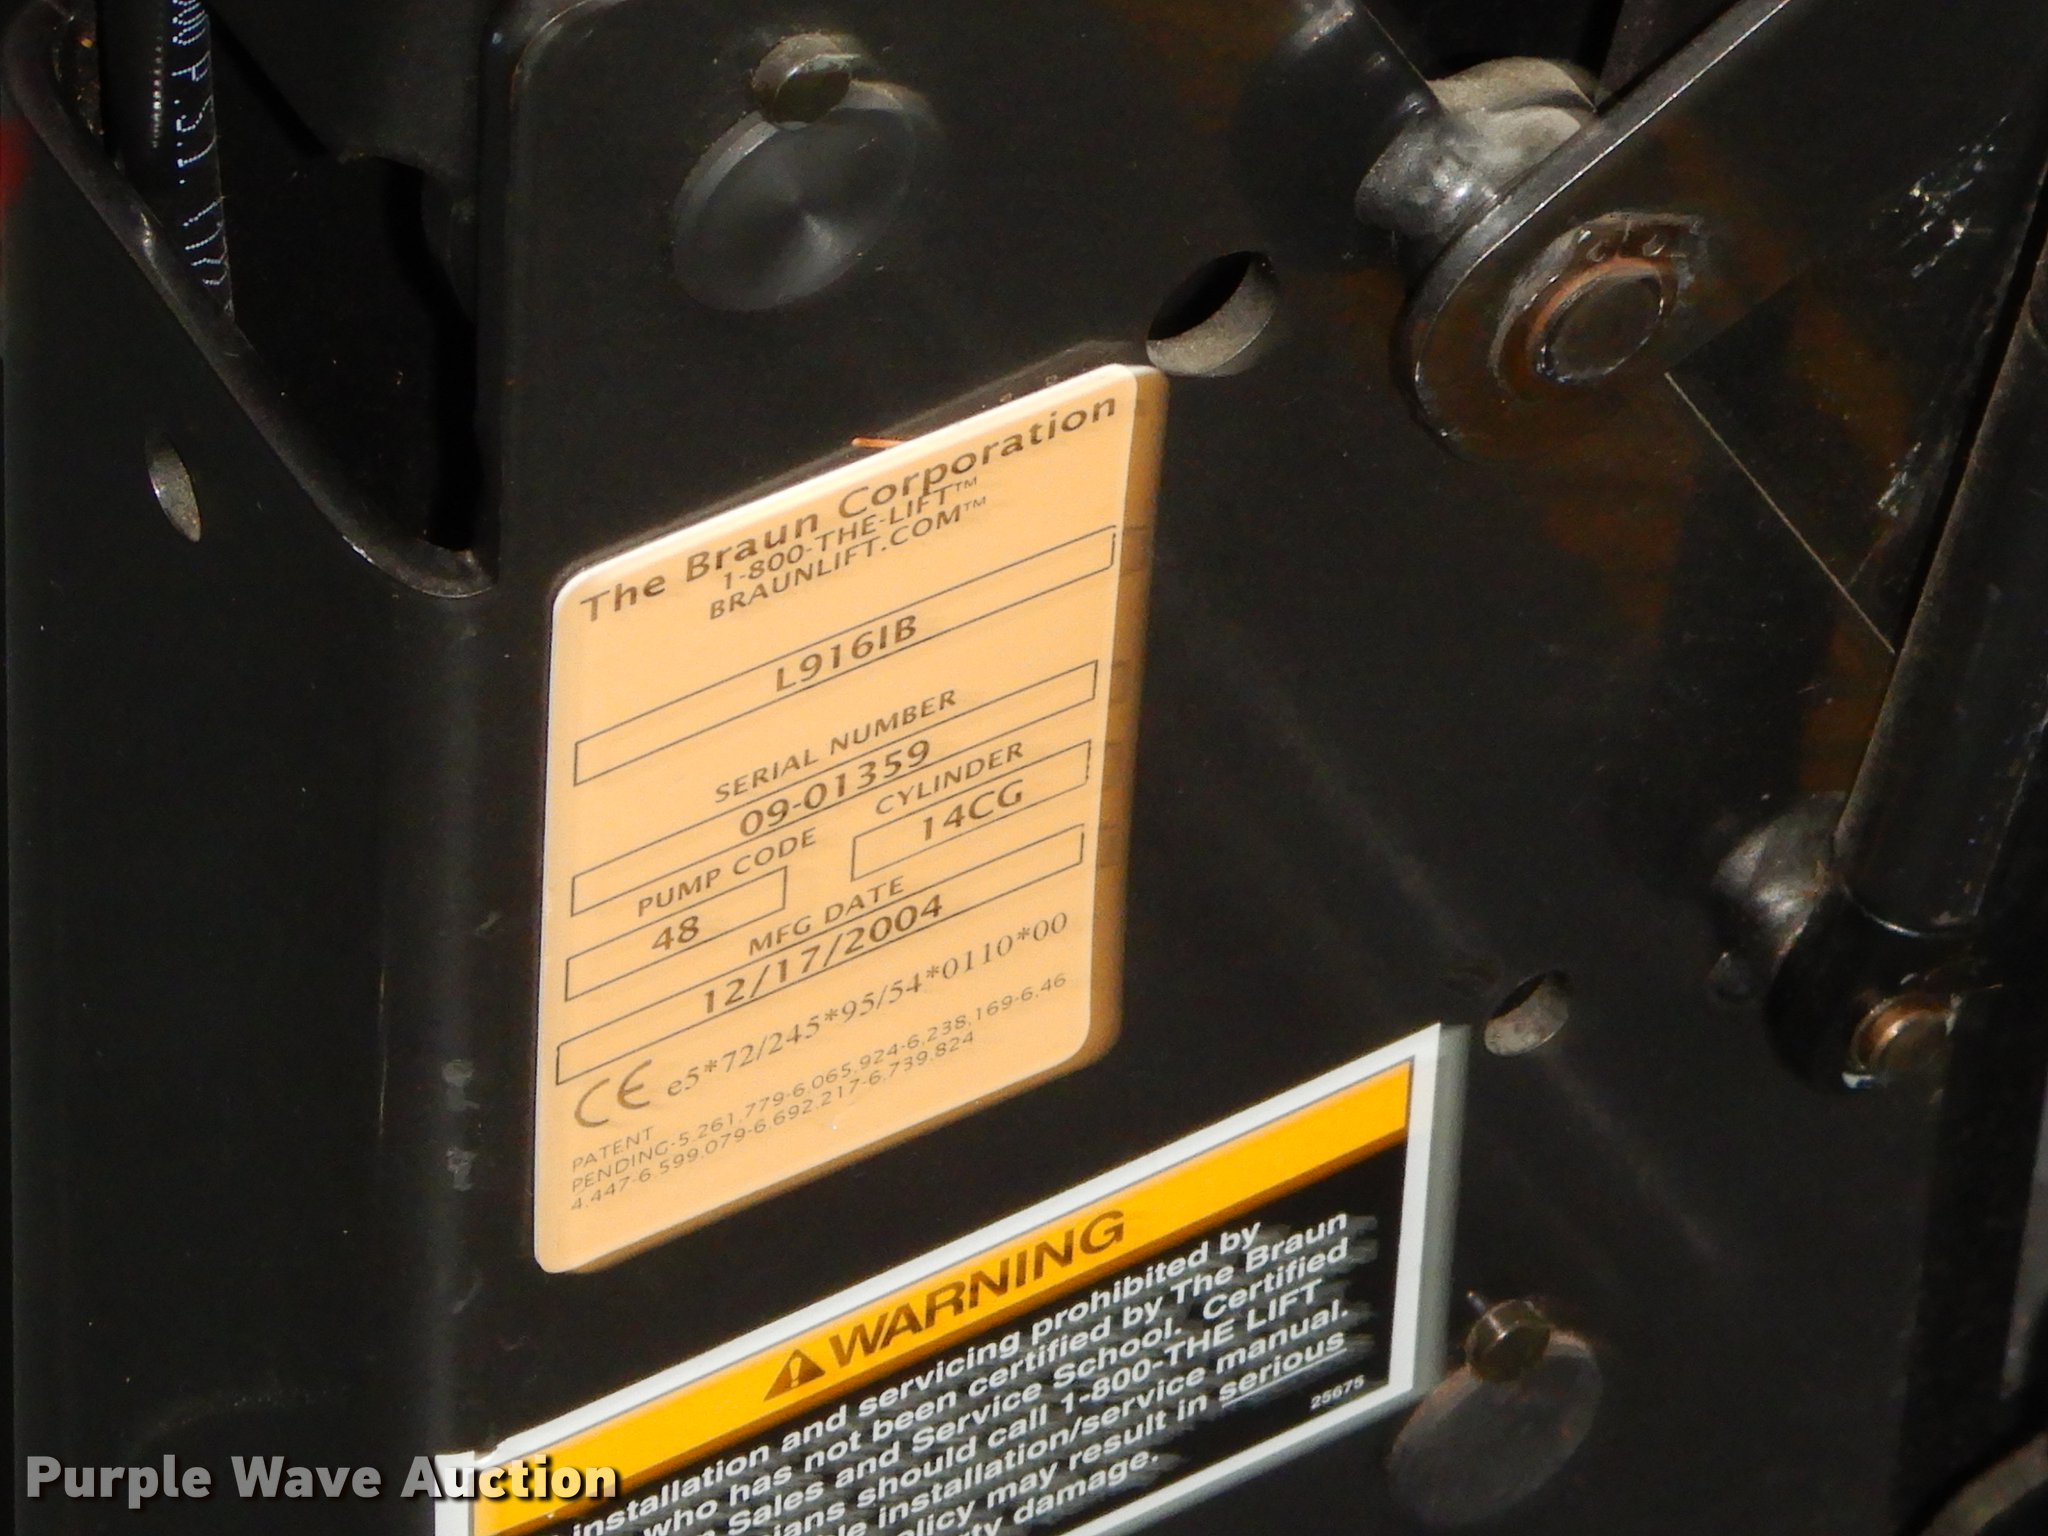 The Braun Corporation
1-800-THE-LIFT™
BRAUNLIFT.COM™
L916IB
SERIAL NUMBER
09-01359
PUMP CODE CYLINDER
48 14CG
MFG DATE
12/17/2004
CE e5*72/245*95/54*0110*00
PATENT
PENDING-5,261,779-6,065,924-6,238,169-6,46
4,447-6,599,079-6,692,217-6,739,824
WARNING
installation and servicing prohibited by
who has not been certified by The Braun
Sales and Service School. Certified
should call 1-800-THE LIFT
installation/service manual.
may result in serious
damage.
25675
Purple Wave Auction